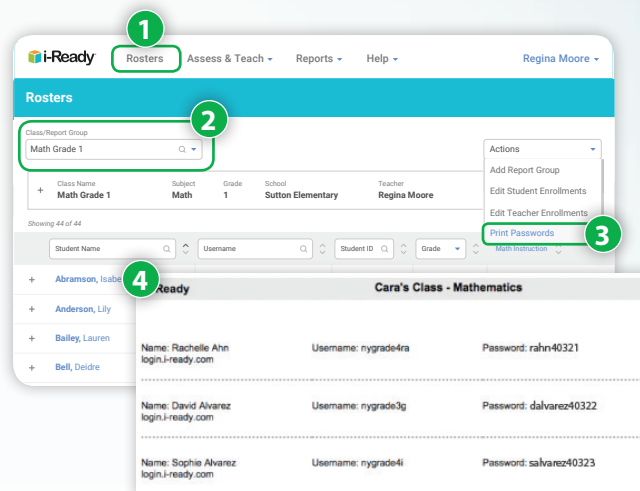 1
i-Ready Rosters Assess & Teach Reports Help Regina Moore
Rosters
2
Class/Report Group
Math Grade 1
Actions
Add Report Group
Edit Student Enrollments
Edit Teacher Enrollments
Print Passwords
3
Class Name Subject Grade School Teacher
Math Grade 1 Math 1 Sutton Elementary Regina Moore
Showing 44 of 44
Student Name Username Student ID Grade Math Instruction
Abramson, Isabe
Anderson, Lily
Bailey, Lauren
Bell, Deidre
4
Ready Cara's Class - Mathematics
Name: Rachelle Ahn Username: nygrade4ra Password: rahn40321
login.i-ready.com
Name: David Alvarez Username: nygrade3g Password: dalvarez40322
login.i-ready.com
Name: Sophie Alvarez Username: nygrade4i Password: salvarez40323
login.i-ready.com